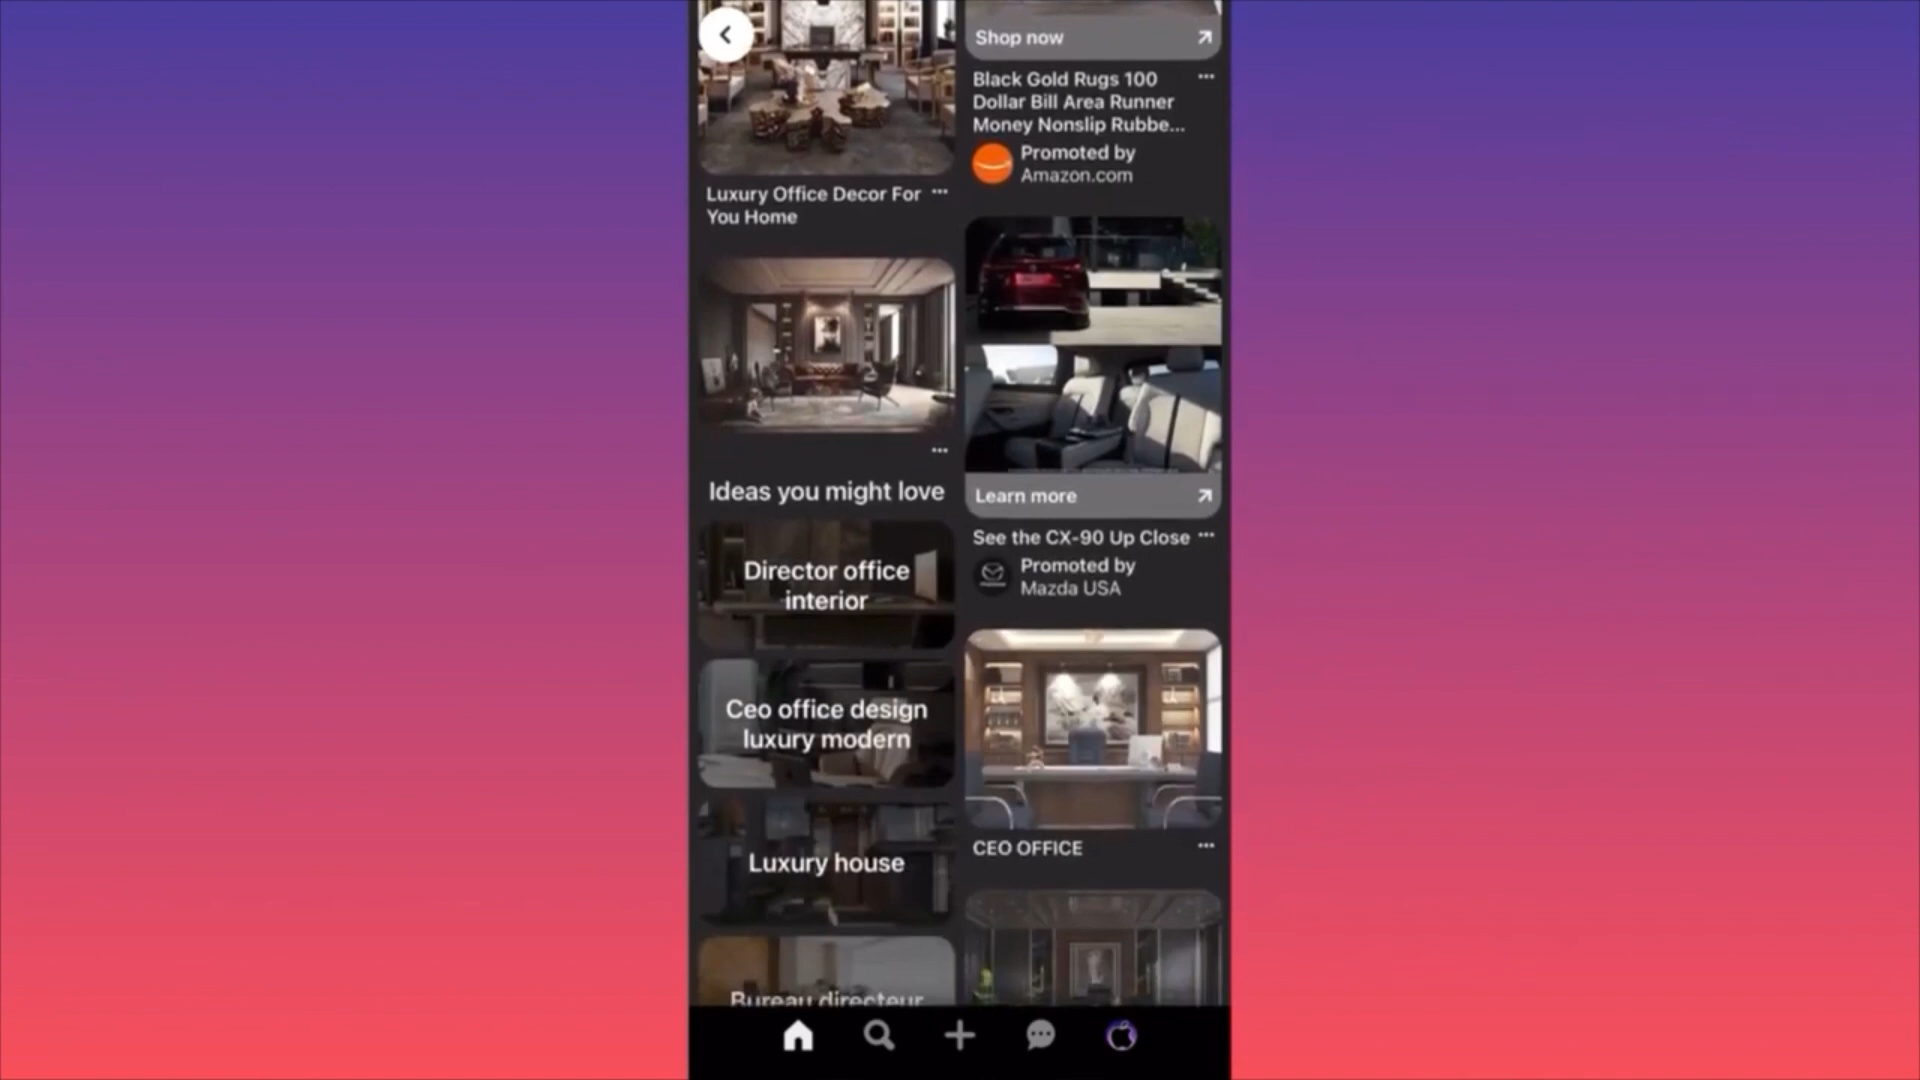 Luxury Office Decor For
You Home
Ideas you might love
Director office
interior
Ceo office design
luxury modern
Luxury house
Bureau directeur
Shop now
Black Gold Rugs 100
Dollar Bill Area Runner
Money Nonslip Rubbe...
Promoted by
Amazon.com
Learn more
See the CX-90 Up Close
Promoted by
Mazda USA
CEO OFFICE